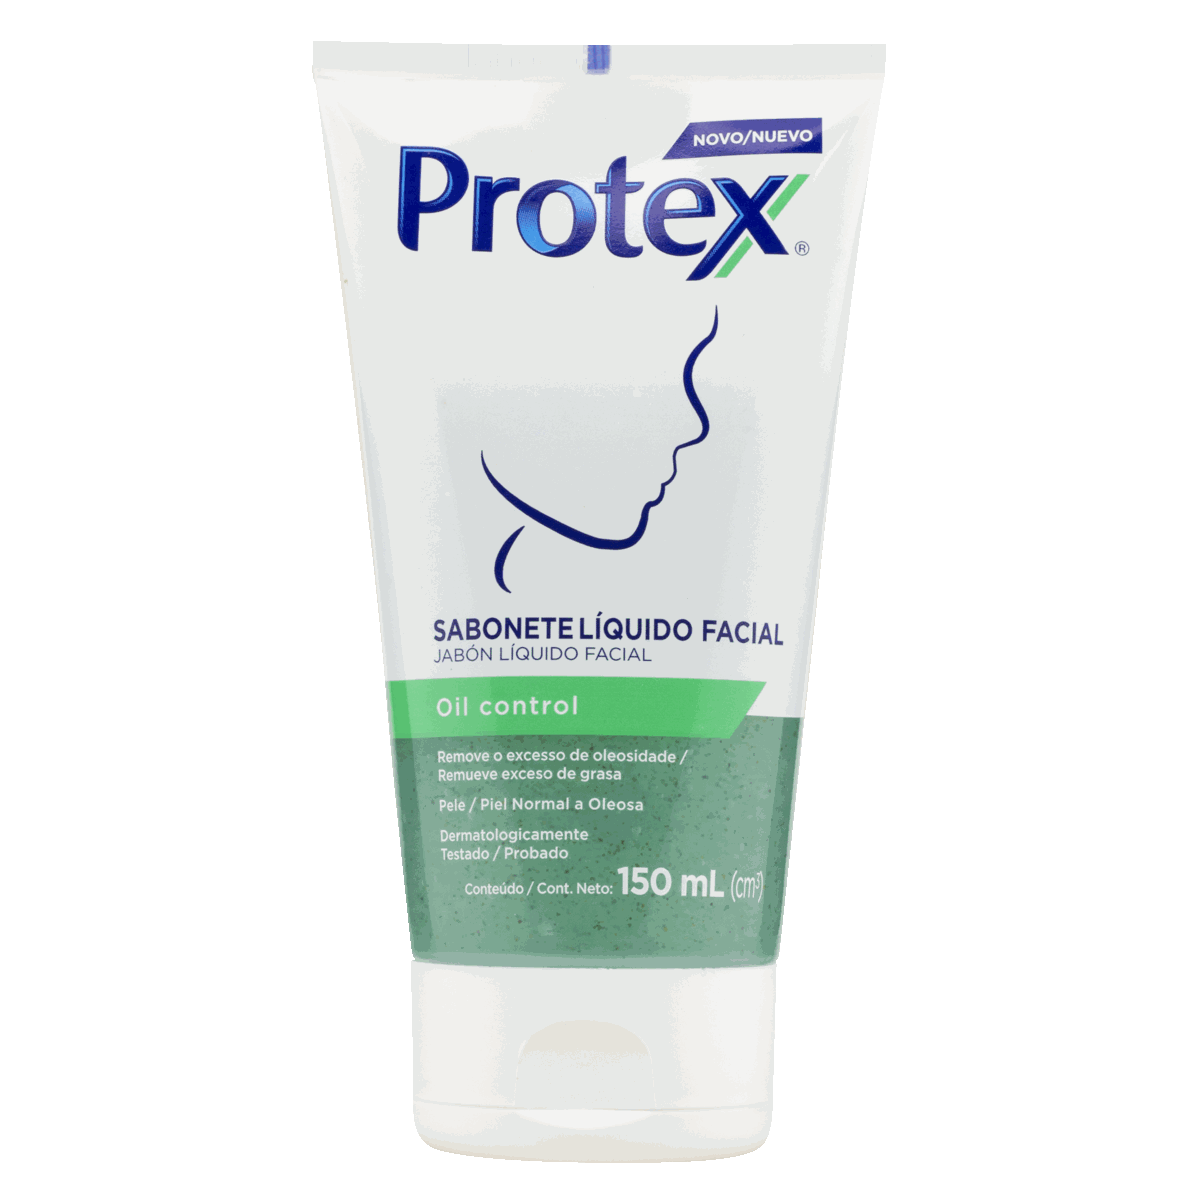 NOVO/NUEVO
Protex®
SABONETE LÍQUIDO FACIAL
JABÓN LÍQUIDO FACIAL
Oil control
Remove o excesso de oleosidade /
Remueve exceso de grasa
Pele / Piel Normal a Oleosa
Dermatologicamente
Testado / Probado
Conteúdo / Cont. Neto: 150 mL (cm³)